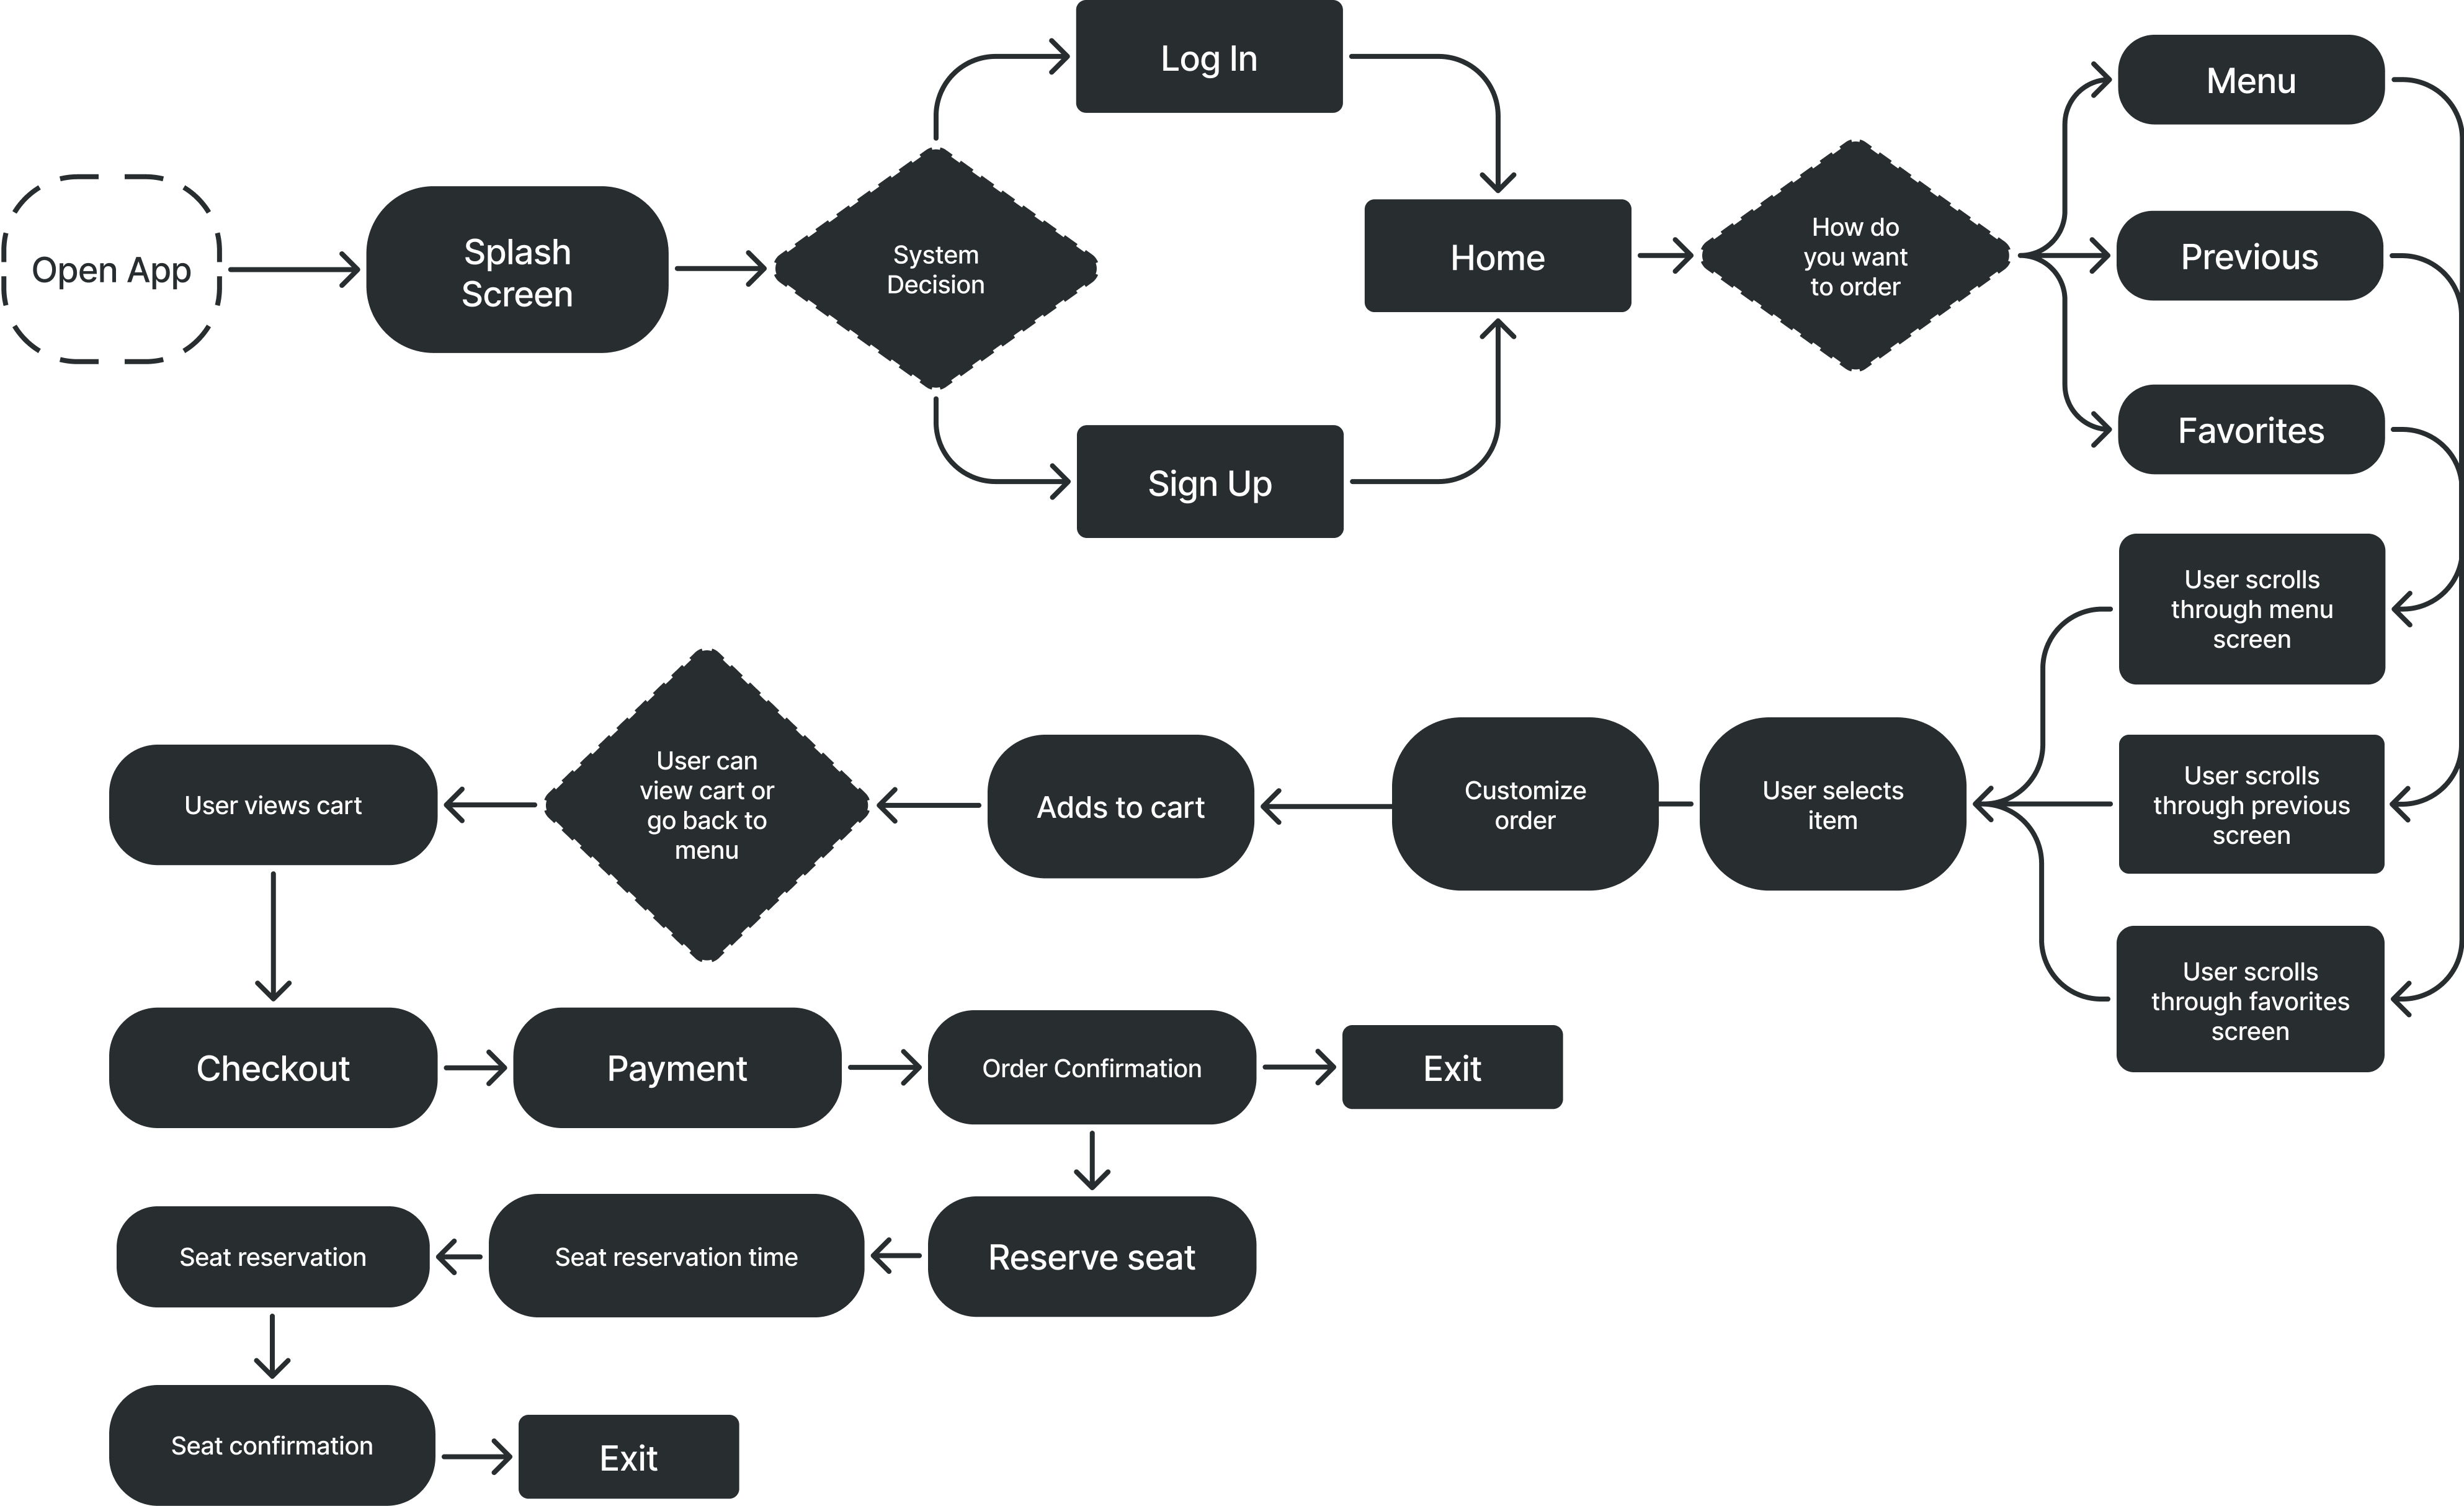 Open App
Splash
Screen
System
Decision
Log In
Sign Up
Home
How do
you want
to order
Menu
Previous
Favorites
User scrolls
through menu
screen
User scrolls
through previous
screen
User scrolls
through favorites
screen
User selects
item
Customize
order
Adds to cart
User can
view cart or
go back to
menu
User views cart
Checkout
Payment
Order Confirmation
Exit
Reserve seat
Seat reservation time
Seat reservation
Seat confirmation
Exit